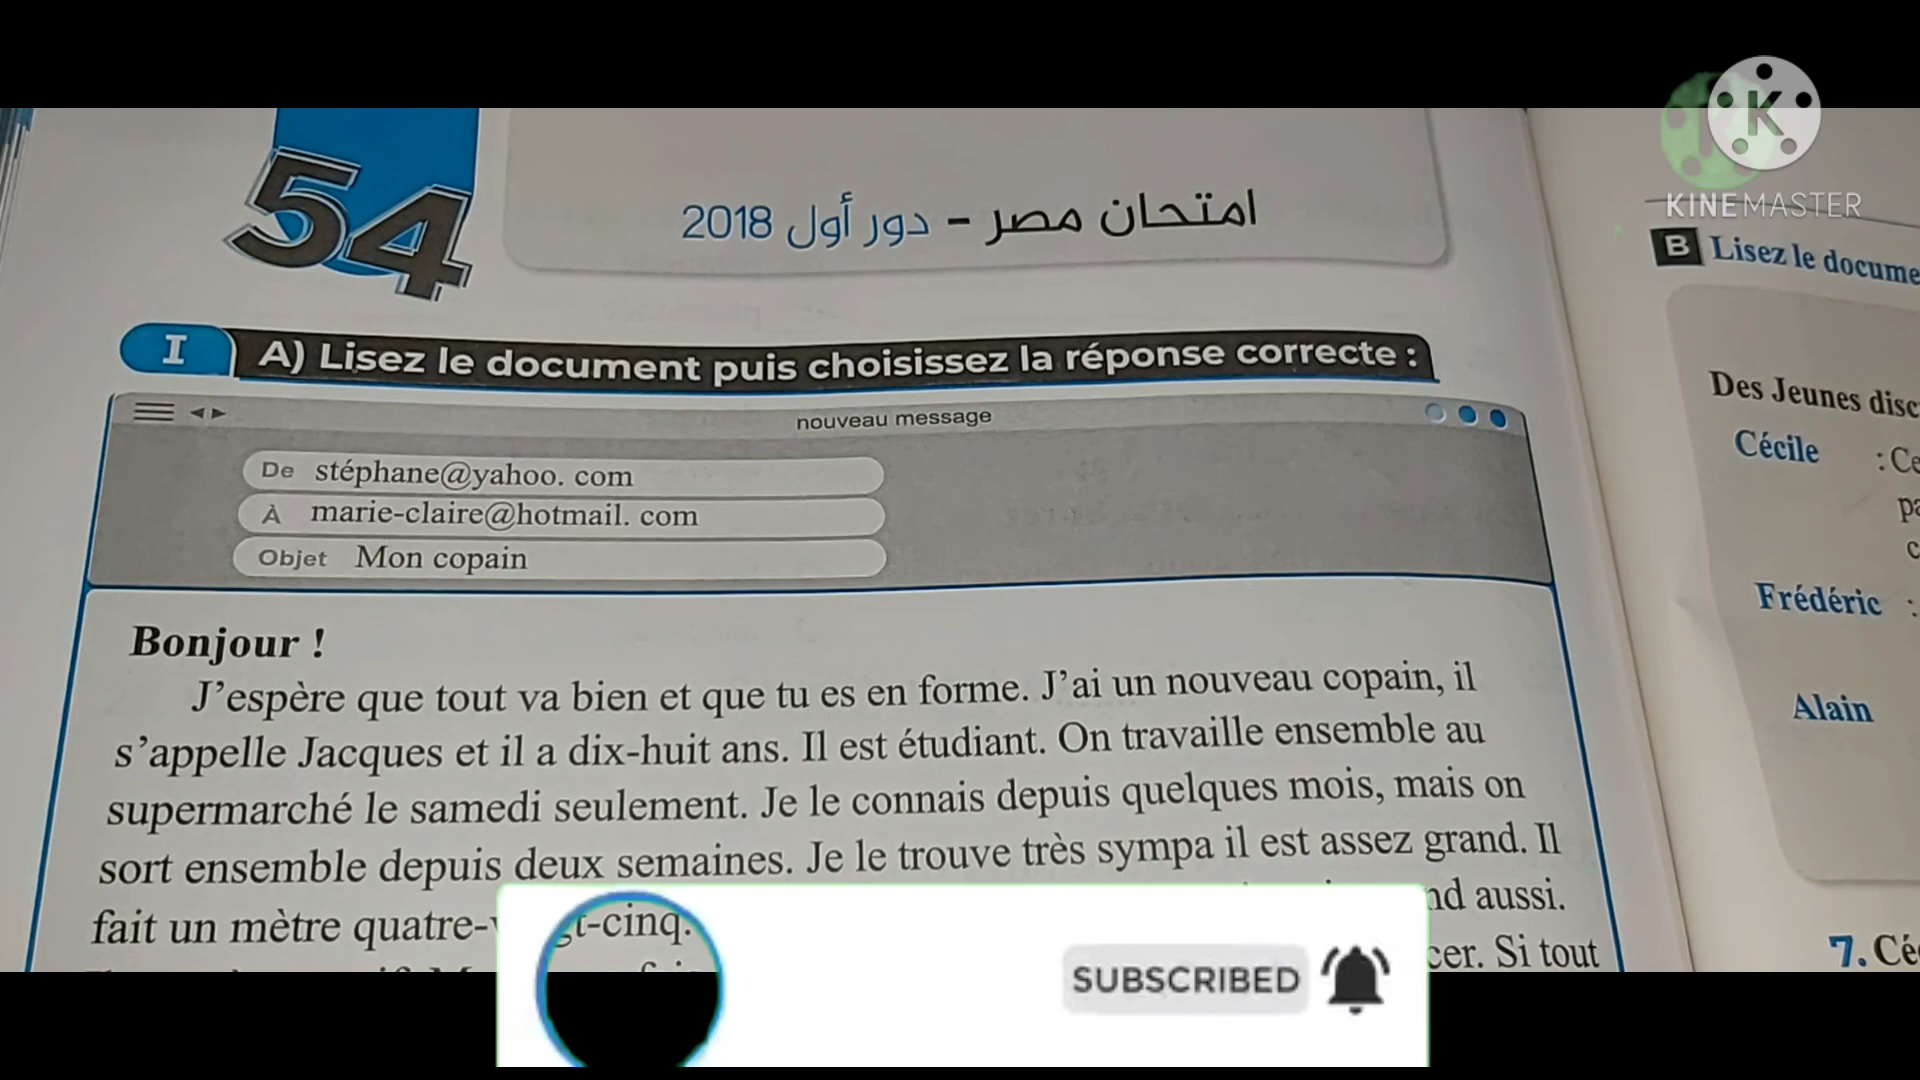 54
امتحان مصر - دور أول 2018
K
KINEMASTER
I A) Lisez le document puis choisissez la réponse correcte :
nouveau message
De stéphane@yahoo. com
À marie-claire@hotmail. com
Objet Mon copain
Bonjour !
J'espère que tout va bien et que tu es en forme. J'ai un nouveau copain, il
s'appelle Jacques et il a dix-huit ans. Il est étudiant. On travaille ensemble au
supermarché le samedi seulement. Je le connais depuis quelques mois, mais on
sort ensemble depuis deux semaines. Je le trouve très sympa il est assez grand. Il
fait un mètre quatre- t-cinq. nd aussi.
cer. Si tout
SUBSCRIBED
B Lisez le docume
Des Jeunes disc
Cécile : Ce
pa
c
Frédéric :
Alain
7. Cé